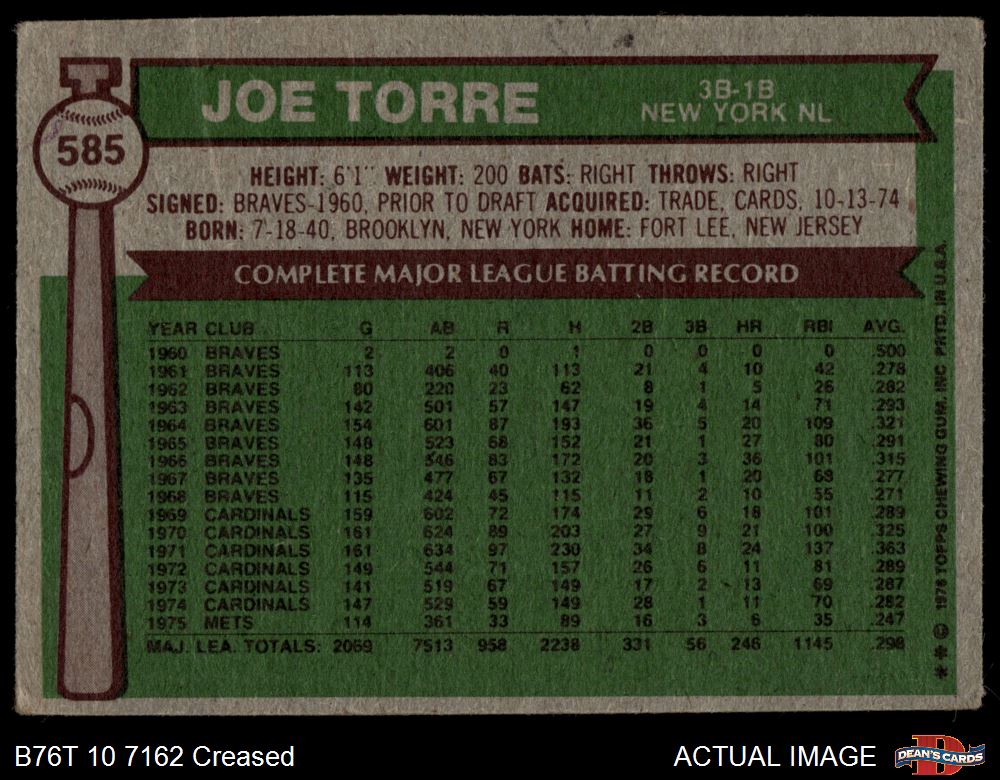 T
585
JOE TORRE
3B-1B
NEW YORK NL
HEIGHT: 6'1" WEIGHT: 200 BATS: RIGHT THROWS: RIGHT
SIGNED: BRAVES-1960, PRIOR TO DRAFT ACQUIRED: TRADE, CARDS, 10-13-74
BORN: 7-18-40, BROOKLYN, NEW YORK HOME: FORT LEE, NEW JERSEY
COMPLETE MAJOR LEAGUE BATTING RECORD
YEAR CLUB G AB R H 2B 3B HR RBI AVG.
1960 BRAVES 2 2 0 1 0 0 0 0 .500
1961 BRAVES 113 406 40 113 21 4 10 42 .278
1962 BRAVES 80 220 23 62 8 1 5 26 .282
1963 BRAVES 142 501 57 147 19 4 14 71 .293
1964 BRAVES 154 601 87 193 36 5 20 109 .321
1965 BRAVES 148 523 68 152 21 1 27 80 .291
1966 BRAVES 148 546 83 172 20 3 36 101 .315
1967 BRAVES 135 477 67 132 18 1 20 68 .277
1968 BRAVES 115 424 45 115 11 2 10 55 .271
1969 CARDINALS 159 602 72 174 29 6 18 101 .289
1970 CARDINALS 161 624 89 203 27 9 21 100 .325
1971 CARDINALS 161 634 97 230 34 8 24 137 .363
1972 CARDINALS 149 544 71 157 26 6 11 81 .289
1973 CARDINALS 141 519 67 149 17 2 13 69 .287
1974 CARDINALS 147 529 59 149 28 1 11 70 .282
1975 METS 114 361 33 89 16 3 6 35 .247
MAJ. LEA. TOTALS: 2069 7513 958 2238 331 56 246 1145 .298
* * © 1976 TOPPS CHEWING GUM, INC PRTD. IN U.S.A.
B76T 10 7162 Creased
ACTUAL IMAGE
D
DEAN'S CARDS